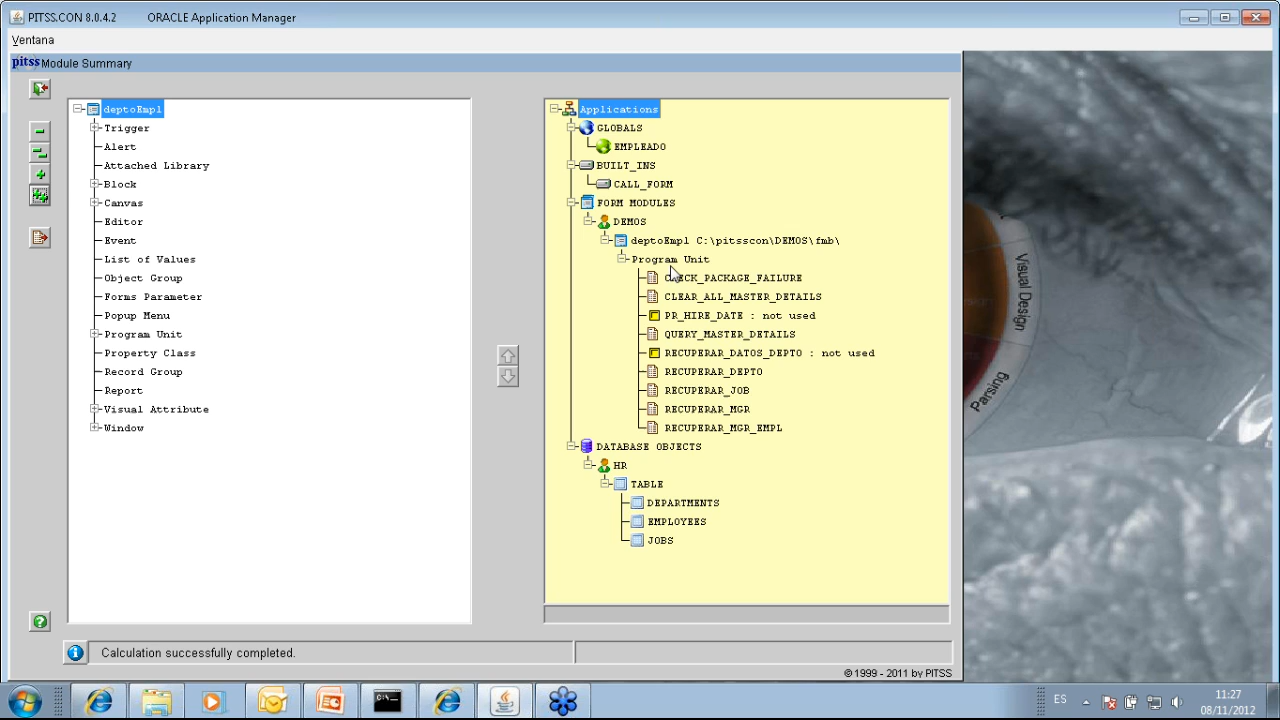 PITSS.CON 8.0.4.2 ORACLE Application Manager
Ventana
pitss Module Summary
deptoEmpl
Trigger
Alert
Attached Library
Block
Canvas
Editor
Event
List of Values
Object Group
Forms Parameter
Popup Menu
Program Unit
Property Class
Record Group
Report
Visual Attribute
Window
Applications
GLOBALS
EMPLEADO
BUILT_INS
CALL_FORM
FORM MODULES
DEMOS
deptoEmpl C:\pitsscon\DEMOS\fmb\
Program Unit
CHECK_PACKAGE_FAILURE
CLEAR_ALL_MASTER_DETAILS
PR_HIRE_DATE : not used
QUERY_MASTER_DETAILS
RECUPERAR_DATOS_DEPTO : not used
RECUPERAR_DEPTO
RECUPERAR_JOB
RECUPERAR_MGR
RECUPERAR_MGR_EMPL
DATABASE OBJECTS
HR
TABLE
DEPARTMENTS
EMPLOYEES
JOBS
Visual Design
Parsing
Calculation successfully completed.
© 1999 - 2011 by PITSS
ES
11:27
08/11/2012